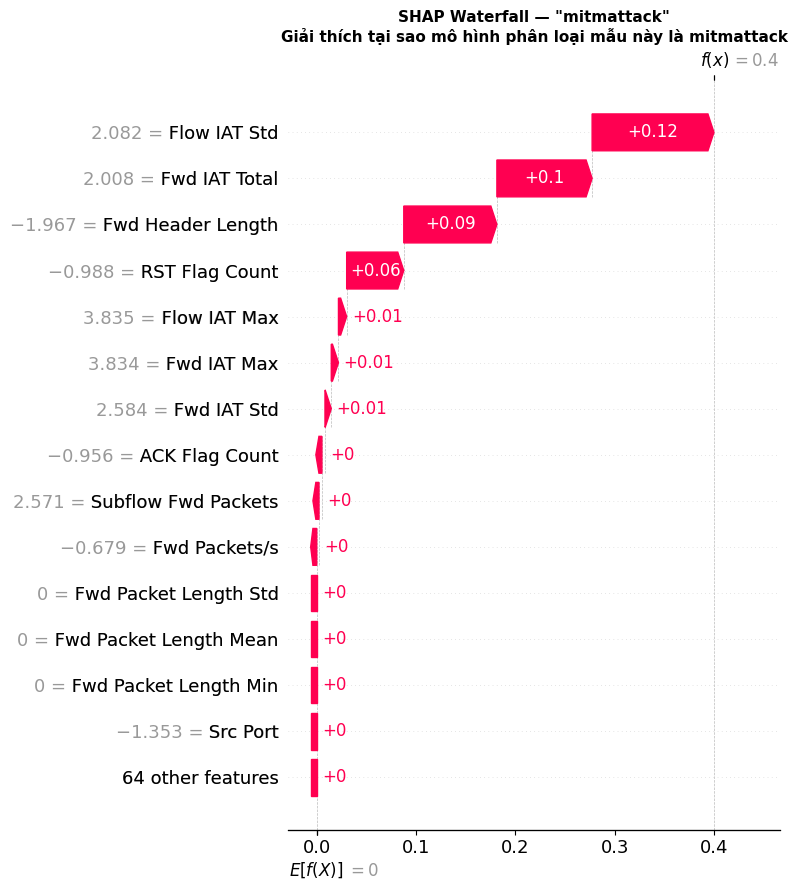 SHAP Waterfall — "mitmattack"
Giải thích tại sao mô hình phân loại mẫu này là mitmattack
f(x) = 0.4
2.082 = Flow IAT Std +0.12
2.008 = Fwd IAT Total +0.1
−1.967 = Fwd Header Length +0.09
−0.988 = RST Flag Count +0.06
3.835 = Flow IAT Max +0.01
3.834 = Fwd IAT Max +0.01
2.584 = Fwd IAT Std +0.01
−0.956 = ACK Flag Count +0
2.571 = Subflow Fwd Packets +0
−0.679 = Fwd Packets/s +0
0 = Fwd Packet Length Std +0
0 = Fwd Packet Length Mean +0
0 = Fwd Packet Length Min +0
−1.353 = Src Port +0
64 other features +0
0.0 0.1 0.2 0.3 0.4
E[f(X)] = 0